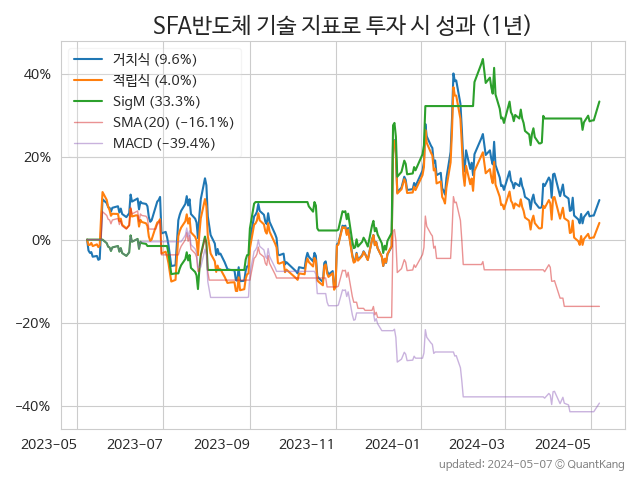 SFA반도체 기술 지표로 투자 시 성과 (1년)
거치식 (9.6%)
적립식 (4.0%)
SigM (33.3%)
SMA(20) (−16.1%)
MACD (−39.4%)
40%
20%
0%
−20%
−40%
2023-05 2023-07 2023-09 2023-11 2024-01 2024-03 2024-05
updated: 2024-05-07 © QuantKang